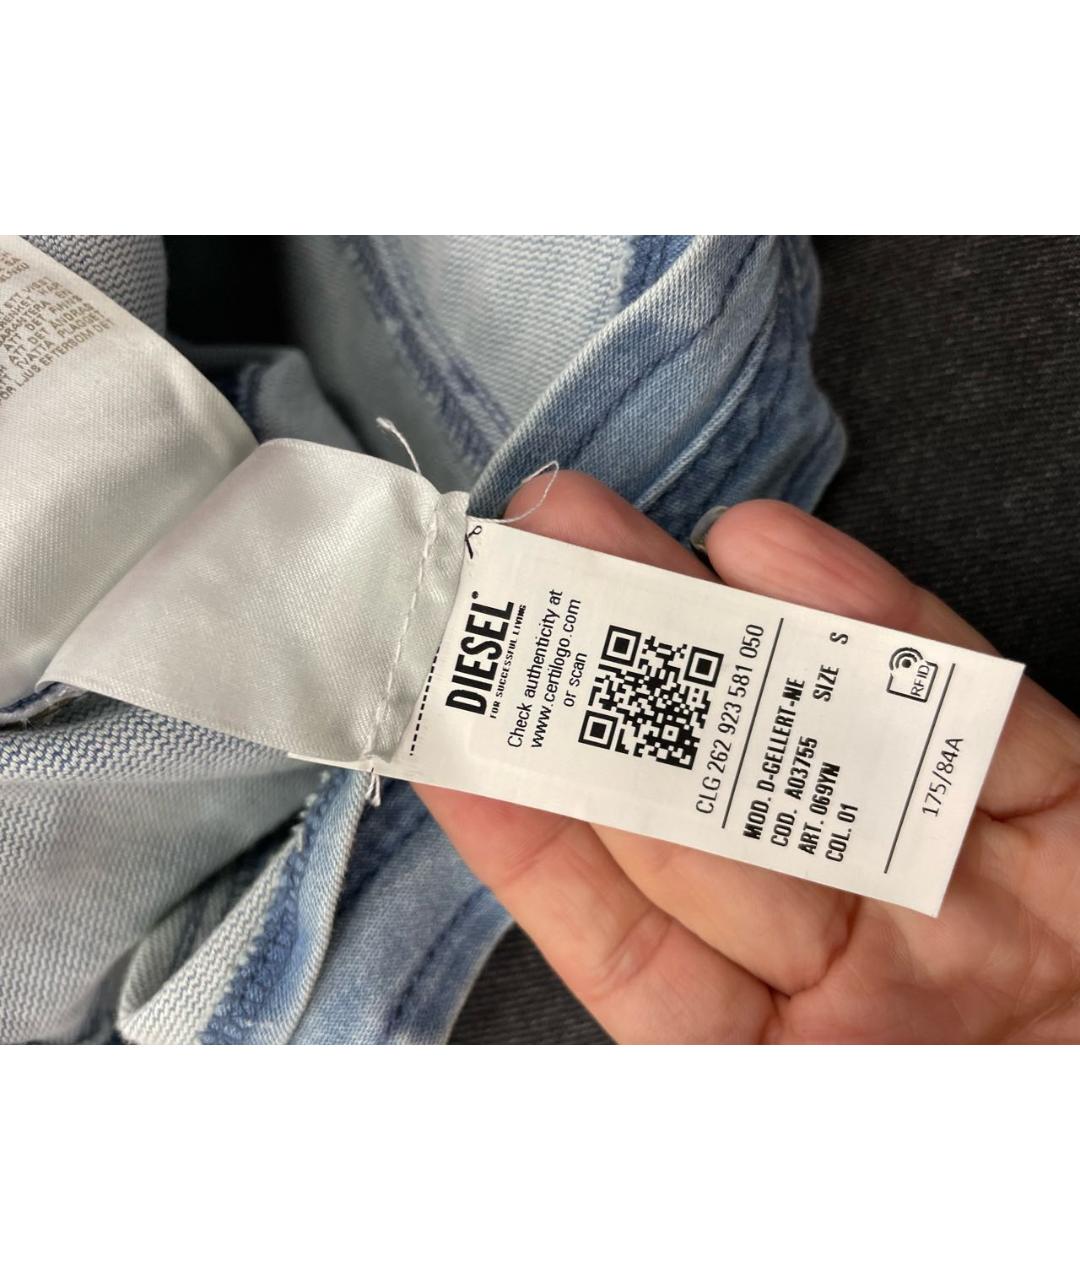 DIESEL®
FOR SUCCESSFUL LIVING
Check authenticity at
www.certilogo.com
or scan
CLG 262 923 581 050
MOD. D-GELLERT-NE
COD. A03755 SIZE S
ART. 069YN
COL. 01
RFID
175/84A